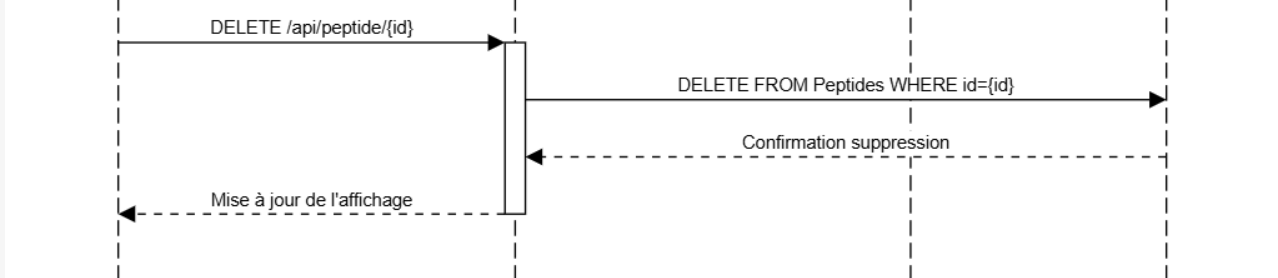 DELETE /api/peptide/{id}
DELETE FROM Peptides WHERE id={id}
Confirmation suppression
Mise à jour de l'affichage